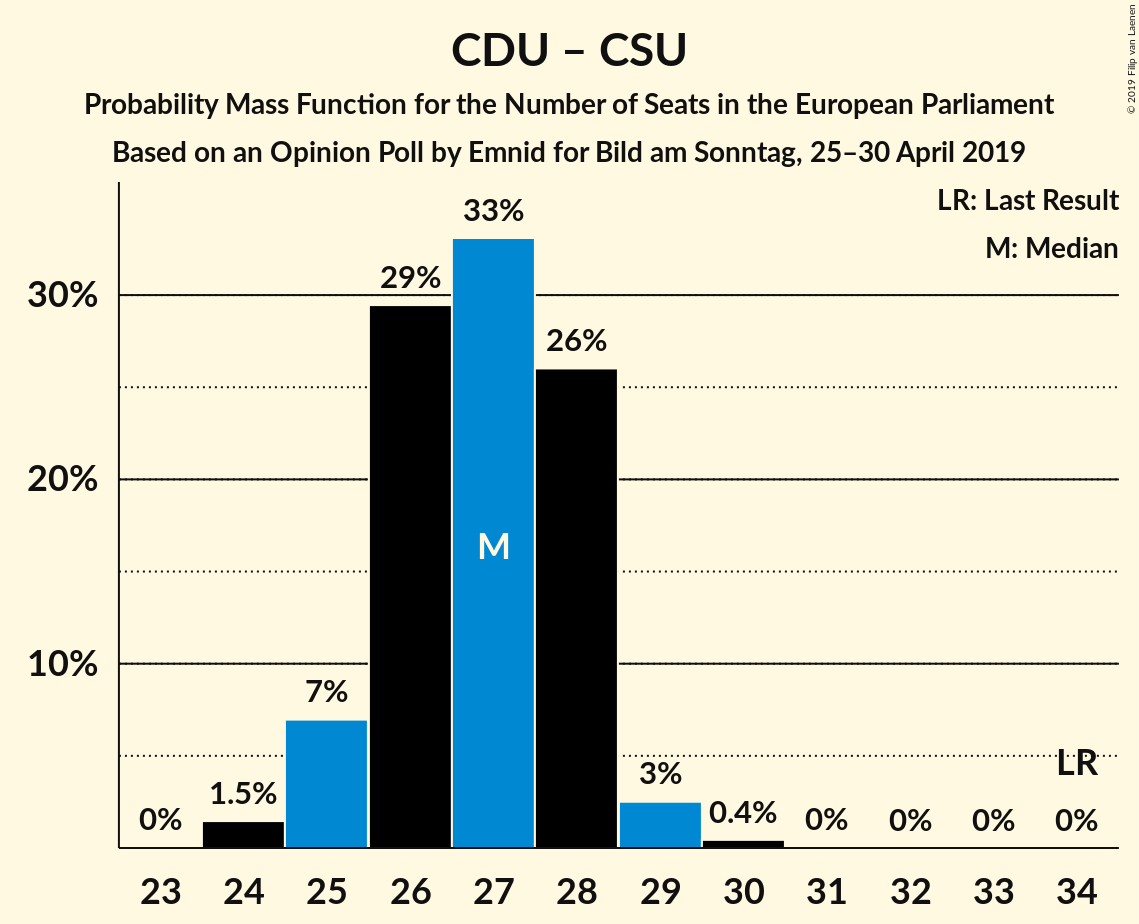 CDU – CSU
Probability Mass Function for the Number of Seats in the European Parliament
Based on an Opinion Poll by Emnid for Bild am Sonntag, 25–30 April 2019
© 2019 Filip van Laenen
LR: Last Result
M: Median
30%
20%
10%
0%
1.5%
7%
29%
33%
26%
3%
0.4%
0%
0%
0%
0%
M
LR
23 24 25 26 27 28 29 30 31 32 33 34